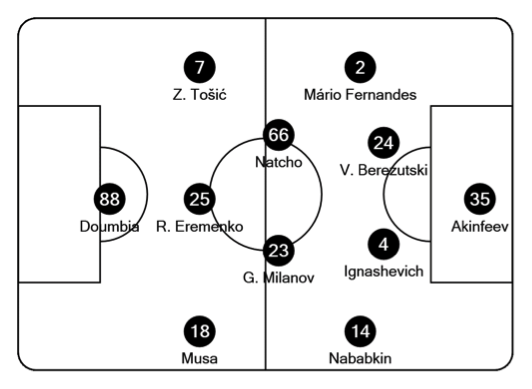 7
Z. Tošić
2
Mário Fernandes
66
Natcho
24
V. Berezutski
88
Doumbia
25
R. Eremenko
35
Akinfeev
23
G. Milanov
4
Ignashevich
18
Musa
14
Nababkin